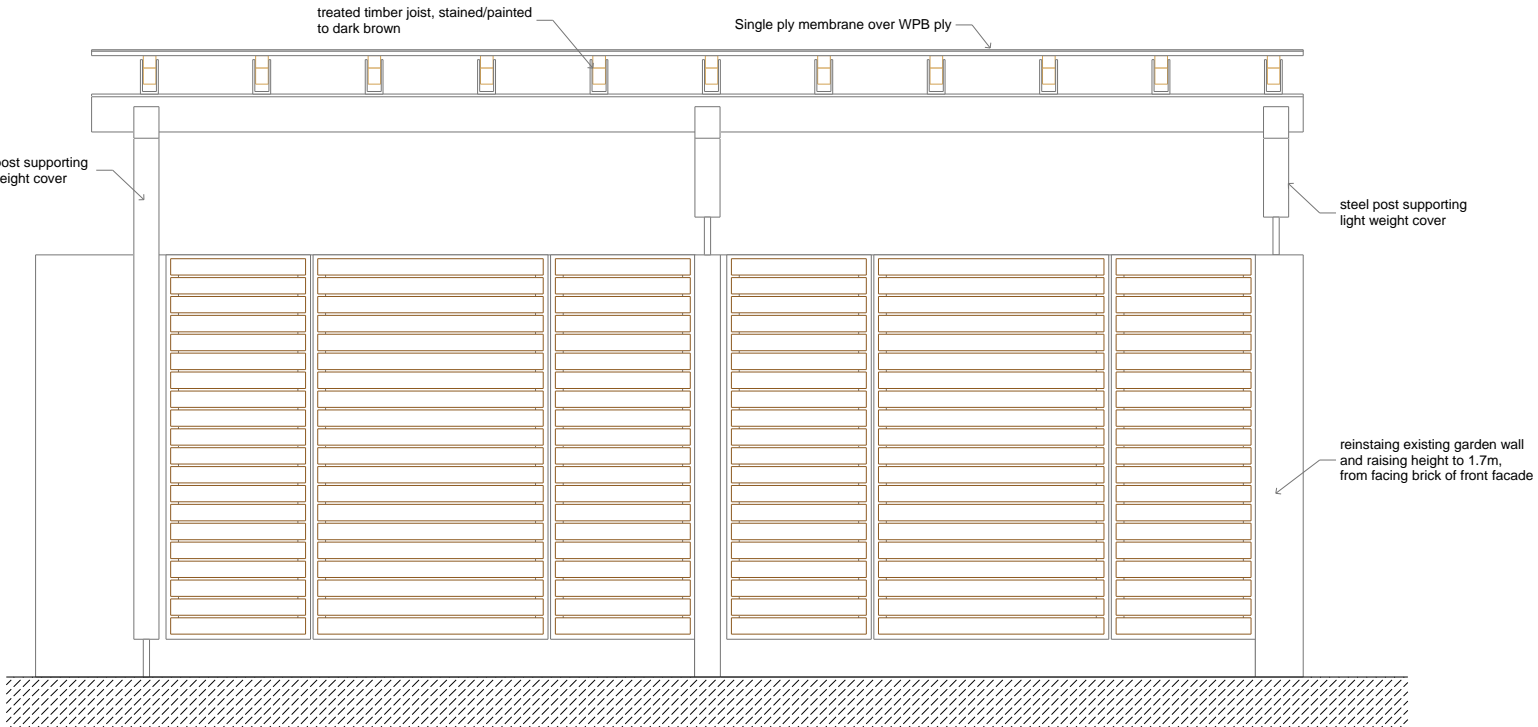 treated timber joist, stained/painted
to dark brown
Single ply membrane over WPB ply
post supporting
eight cover
steel post supporting
light weight cover
reinstaing existing garden wall
and raising height to 1.7m,
from facing brick of front facade